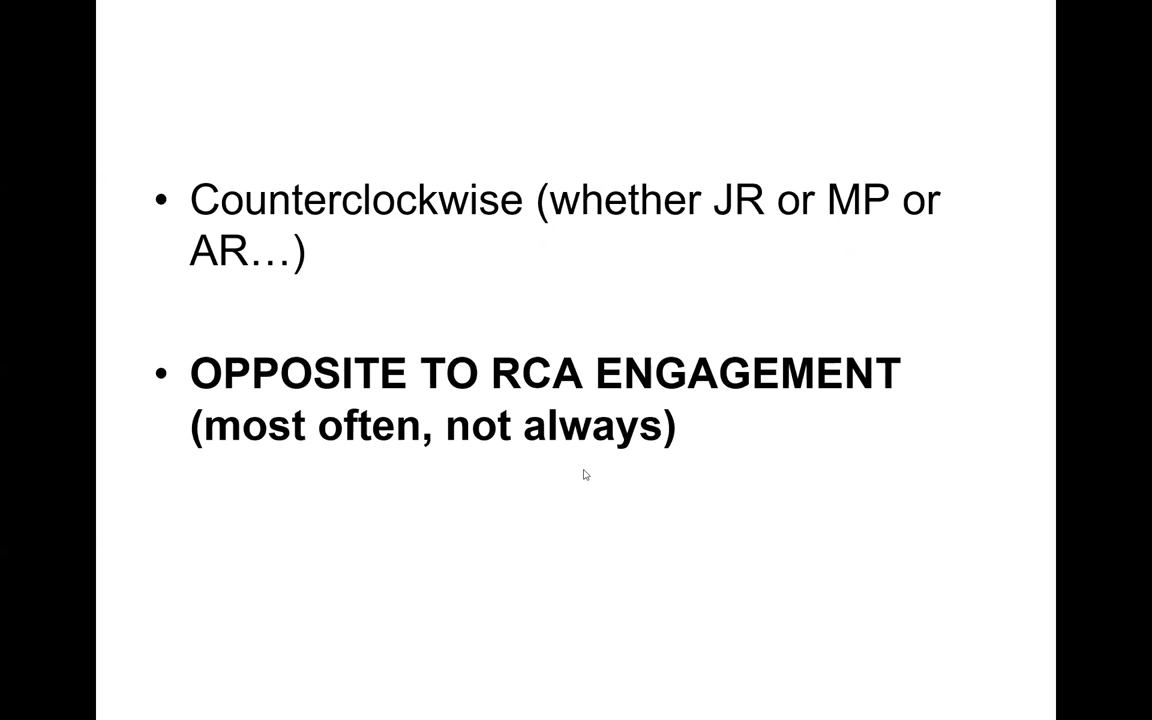 • Counterclockwise (whether JR or MP or
AR…)
• OPPOSITE TO RCA ENGAGEMENT
(most often, not always)